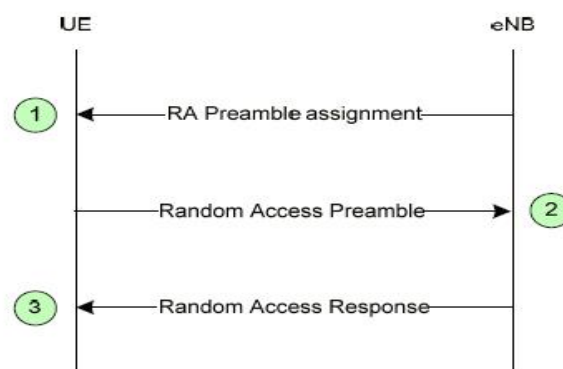 UE eNB
1 RA Preamble assignment
Random Access Preamble 2
3 Random Access Response